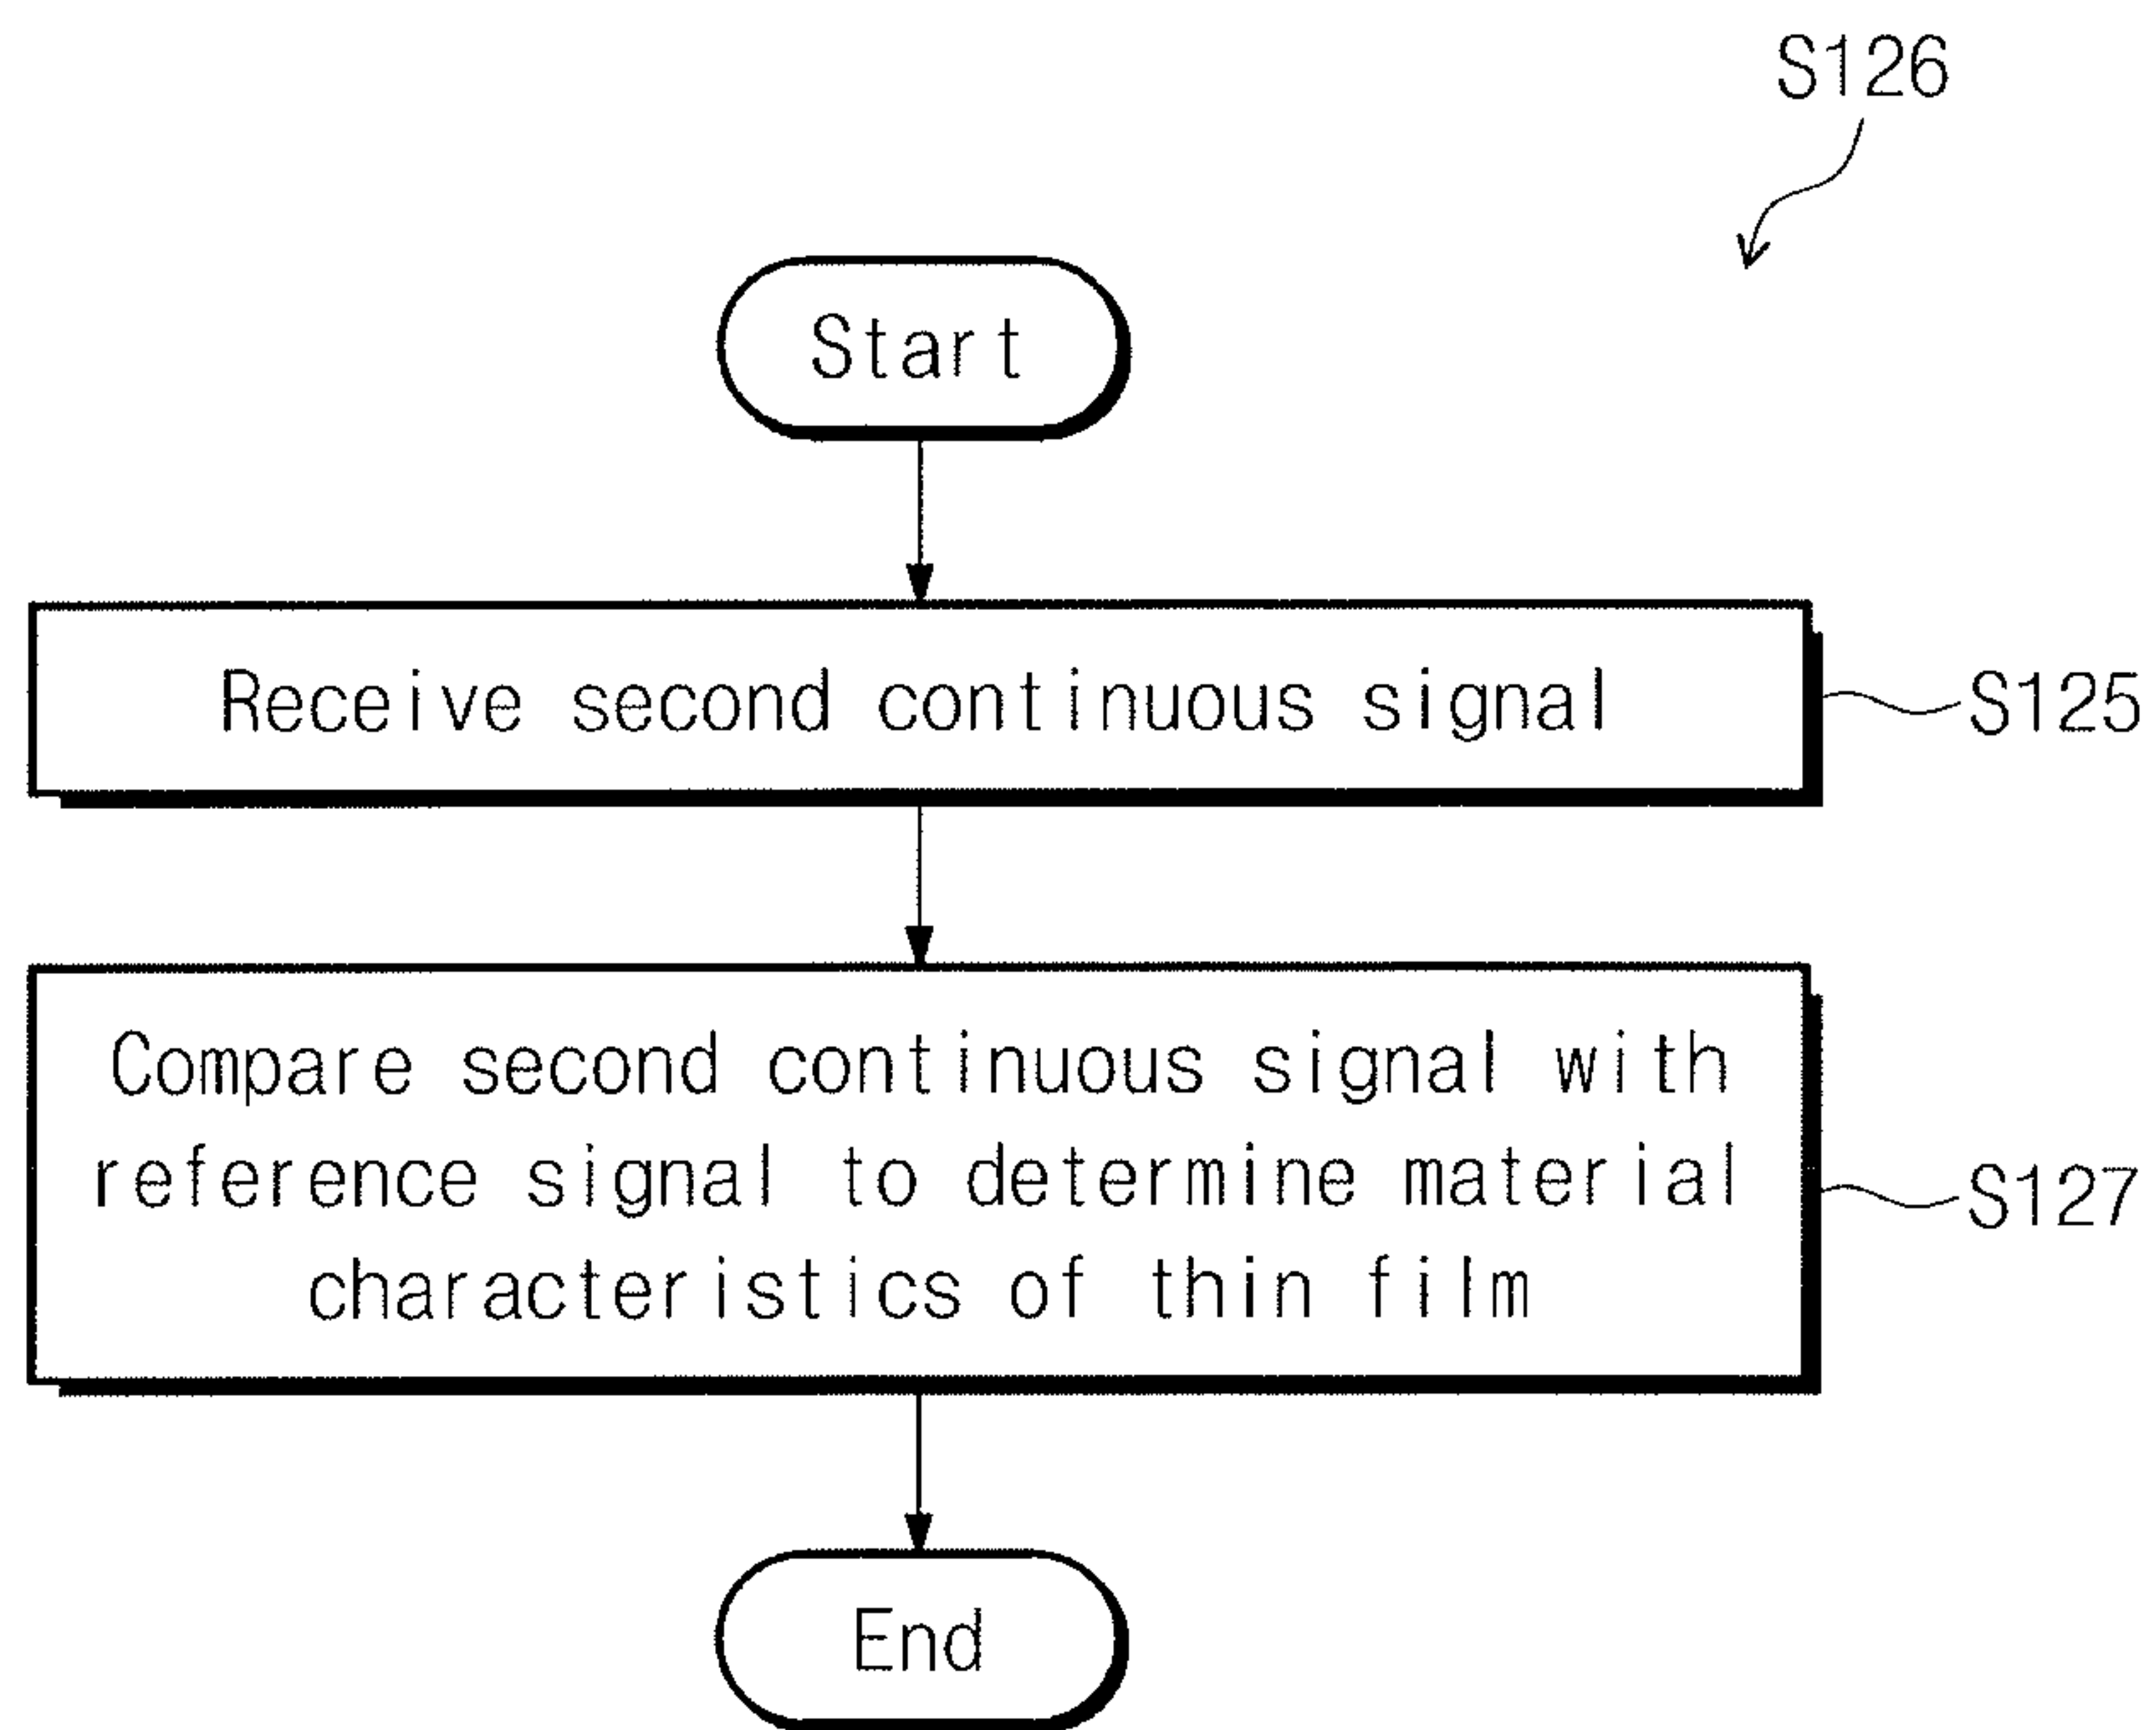 S126
Start
Receive second continuous signal
S125
Compare second continuous signal with
reference signal to determine material
characteristics of thin film
S127
End